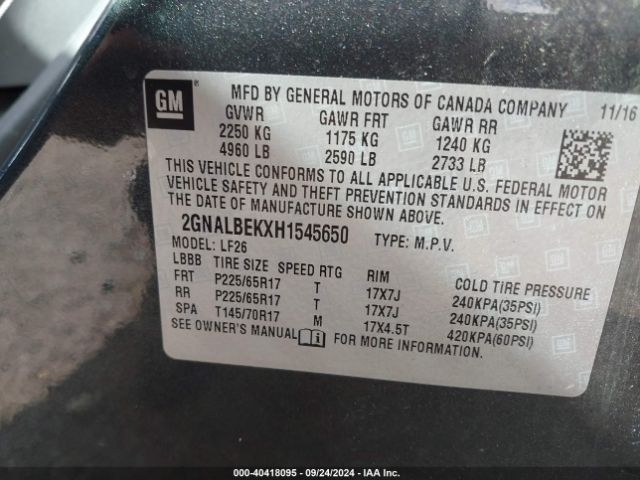 GM
MFD BY GENERAL MOTORS OF CANADA COMPANY 11/16
GVWR GAWR FRT GAWR RR
2250 KG 1175 KG 1240 KG
4960 LB 2590 LB 2733 LB
THIS VEHICLE CONFORMS TO ALL APPLICABLE U.S. FEDERAL MOTOR
VEHICLE SAFETY AND THEFT PREVENTION STANDARDS IN EFFECT ON
THE DATE OF MANUFACTURE SHOWN ABOVE.
2GNALBEKXH1545650 TYPE: M.P.V.
MODEL: LF26
LBBB TIRE SIZE SPEED RTG RIM COLD TIRE PRESSURE
FRT P225/65R17 T 17X7J 240KPA(35PSI)
RR P225/65R17 T 17X7J 240KPA(35PSI)
SPA T145/70R17 M 17X4.5T 420KPA(60PSI)
SEE OWNER'S MANUAL FOR MORE INFORMATION.
000-40418095 - 09/24/2024 - IAAI.COM